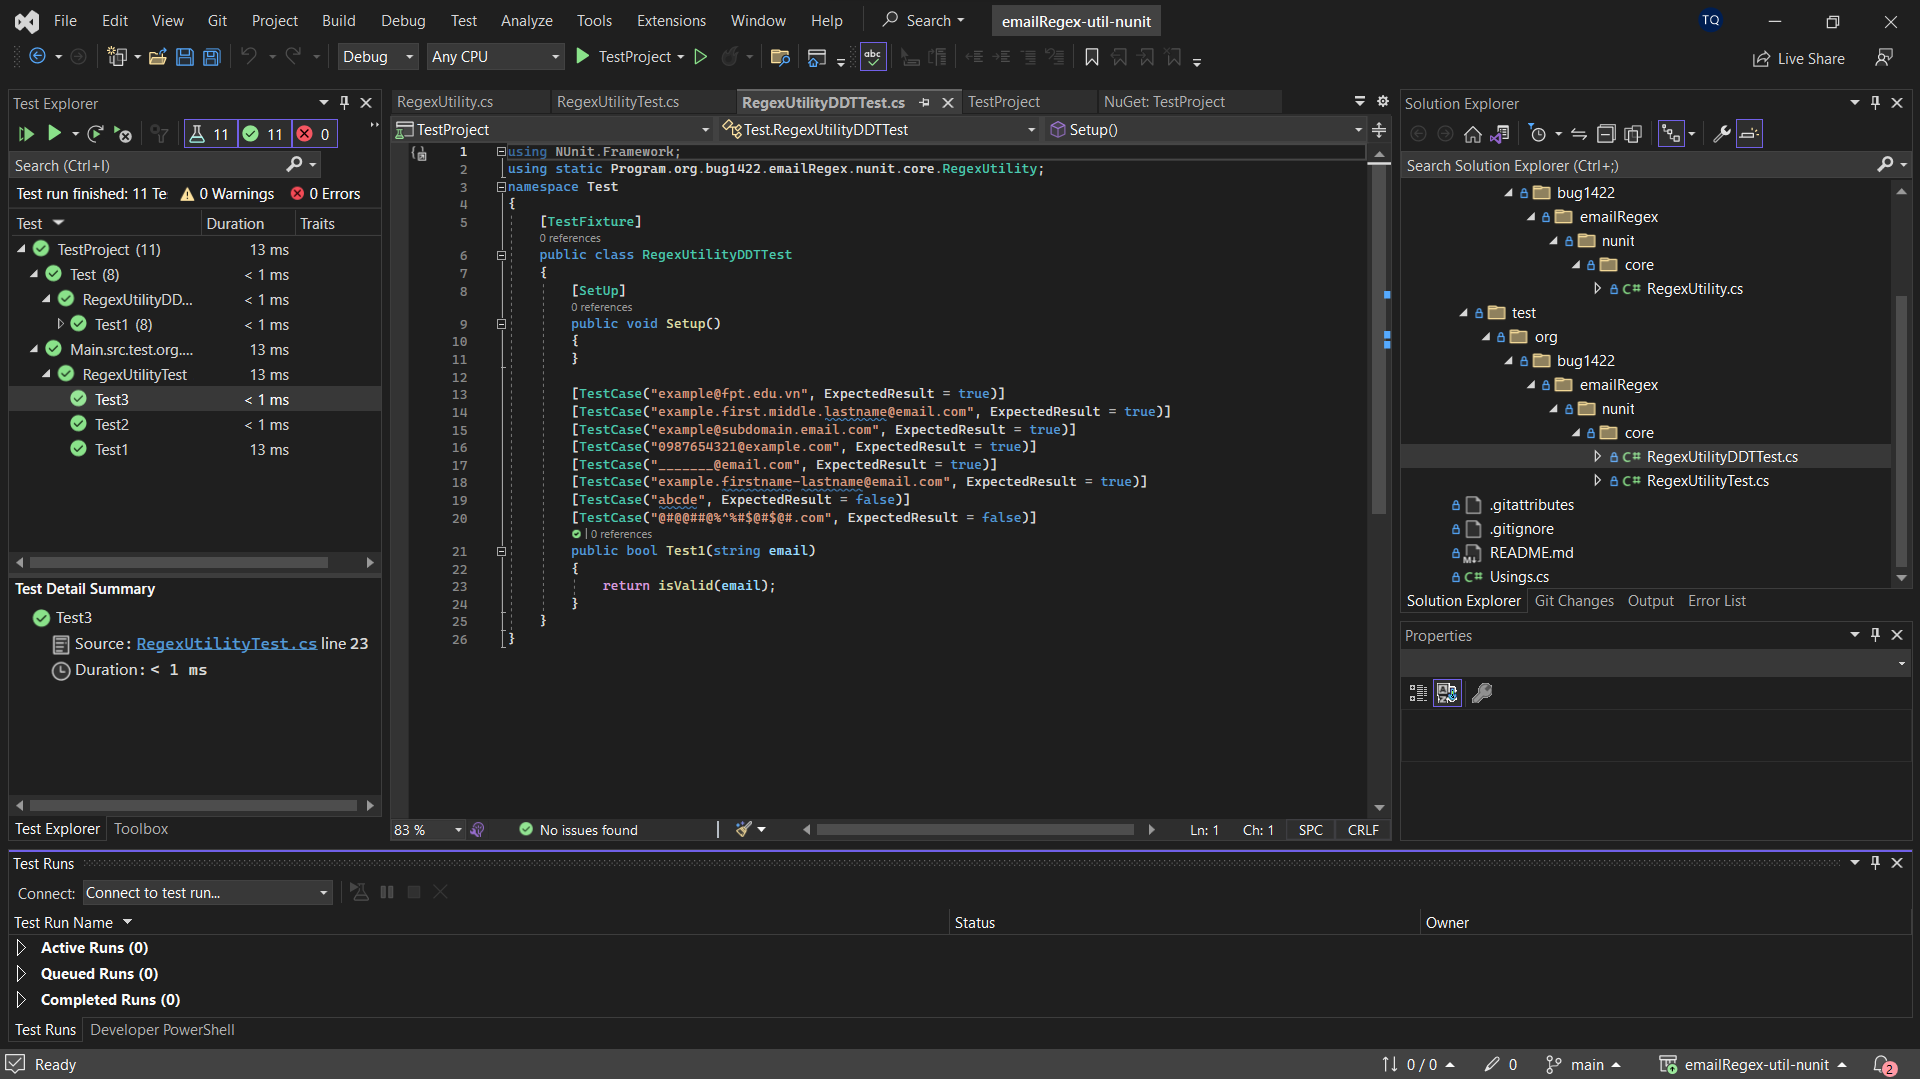 File Edit View Git Project Build Debug Test Analyze Tools Extensions Window Help Search emailRegex-util-nunit TQ
Debug Any CPU TestProject Live Share
Test Explorer
11 11 0
Search (Ctrl+I)
Test run finished: 11 Te 0 Warnings 0 Errors
Test Duration Traits
TestProject (11) 13 ms
Test (8) < 1 ms
RegexUtilityDD... < 1 ms
Test1 (8) < 1 ms
Main.src.test.org.... 13 ms
RegexUtilityTest 13 ms
Test3 < 1 ms
Test2 < 1 ms
Test1 13 ms
Test Detail Summary
Test3
Source: RegexUtilityTest.cs line 23
Duration: < 1 ms
Test Explorer Toolbox
RegexUtility.cs RegexUtilityTest.cs RegexUtilityDDTTest.cs TestProject NuGet: TestProject
TestProject Test.RegexUtilityDDTTest Setup()
1 using NUnit.Framework;
2 using static Program.org.bug1422.emailRegex.nunit.core.RegexUtility;
3 namespace Test
4 {
5 [TestFixture]
0 references
6 public class RegexUtilityDDTTest
7 {
8 [SetUp]
0 references
9 public void Setup()
10 {
11 }
12
13 [TestCase("example@fpt.edu.vn", ExpectedResult = true)]
14 [TestCase("example.first.middle.lastname@email.com", ExpectedResult = true)]
15 [TestCase("example@subdomain.email.com", ExpectedResult = true)]
16 [TestCase("0987654321@example.com", ExpectedResult = true)]
17 [TestCase("_______@email.com", ExpectedResult = true)]
18 [TestCase("example.firstname-lastname@email.com", ExpectedResult = true)]
19 [TestCase("abcde", ExpectedResult = false)]
20 [TestCase("@#@@##@%^%#$@#$@#.com", ExpectedResult = false)]
| 0 references
21 public bool Test1(string email)
22 {
23 return isValid(email);
24 }
25 }
26 }
83 % No issues found Ln: 1 Ch: 1 SPC CRLF
Solution Explorer
Search Solution Explorer (Ctrl+;)
bug1422
emailRegex
nunit
core
C# RegexUtility.cs
test
org
bug1422
emailRegex
nunit
core
C# RegexUtilityDDTTest.cs
C# RegexUtilityTest.cs
.gitattributes
.gitignore
README.md
C# Usings.cs
Solution Explorer Git Changes Output Error List
Properties
Test Runs
Connect: Connect to test run...
Test Run Name Status Owner
Active Runs (0)
Queued Runs (0)
Completed Runs (0)
Test Runs Developer PowerShell
Ready 0 / 0 0 main emailRegex-util-nunit 2